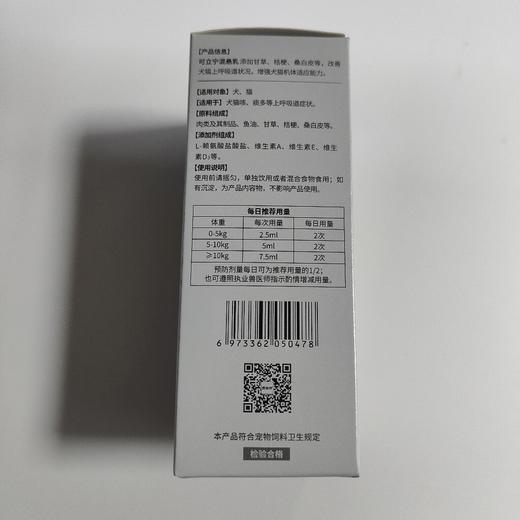 【产品信息】
可立宁混悬乳添加甘草、桔梗、桑白皮等，改善
犬猫上呼吸道状况。增强犬猫机体适应能力。
【适用对象】犬、猫
【适用于】犬猫咳、痰多等上呼吸道症状。
【原料组成】
肉类及其制品、鱼油、甘草、桔梗、桑白皮等。
【添加剂组成】
L-赖氨酸盐酸盐、维生素A、维生素E、维生
素D₃等。
【使用说明】
使用前请摇匀，单独饮用或者混合食物食用；如
有沉淀，为产品内容物，不影响产品使用。
每日推荐用量
体重 每次用量 每日用量
0-5kg 2.5ml 2次
5-10kg 5ml 2次
≥10kg 7.5ml 2次
预防剂量每日可为推荐用量的1/2；
也可遵照执业兽医师指示酌情增减用量。
6 973362 050478
本产品符合宠物饲料卫生规定
检验合格